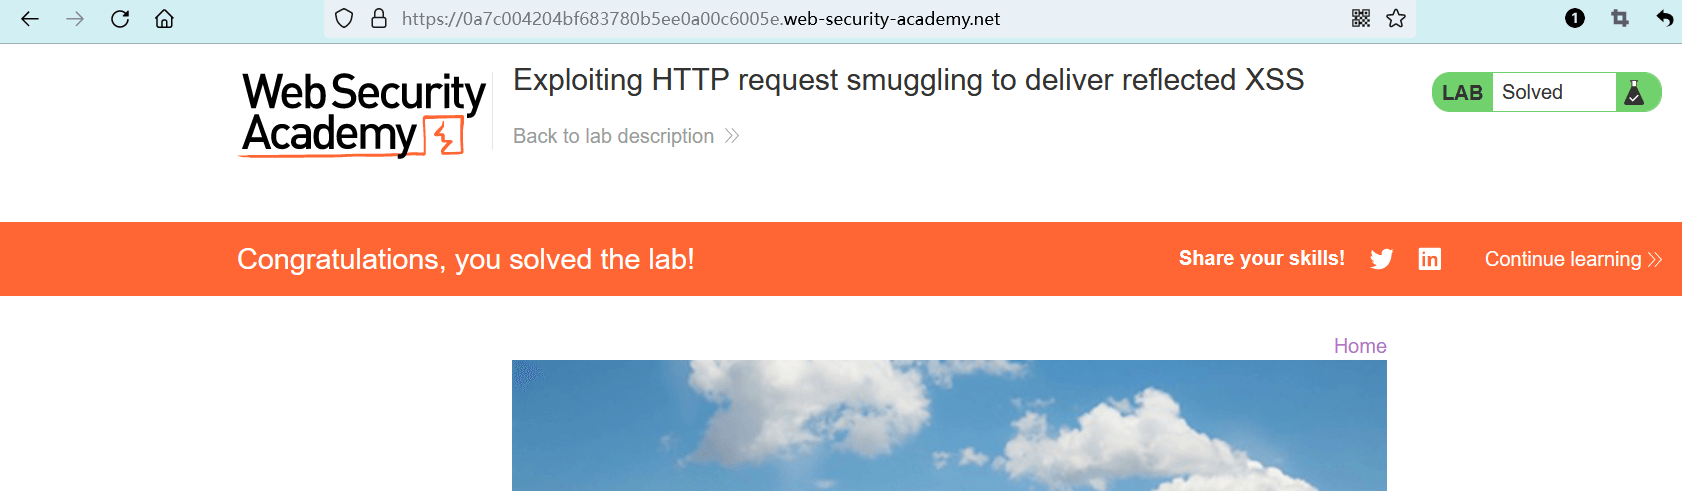 https://0a7c004204bf683780b5ee0a00c6005e.web-security-academy.net
1
Web Security
Academy
Exploiting HTTP request smuggling to deliver reflected XSS
Back to lab description
LAB Solved
Congratulations, you solved the lab!
Share your skills!
in
Continue learning
Home